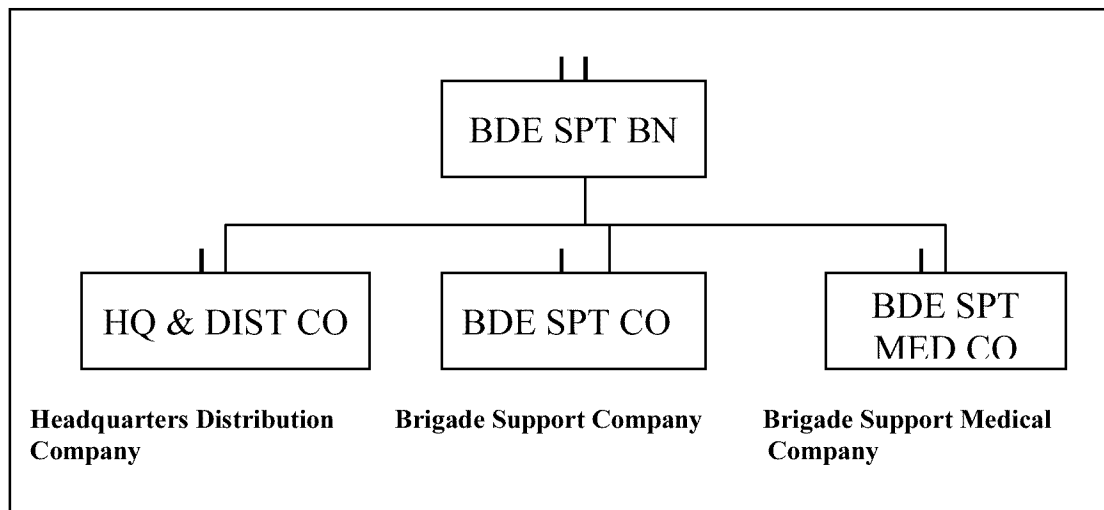 BDE SPT BN
HQ & DIST CO
BDE SPT CO
BDE SPT
MED CO
Headquarters Distribution
Company
Brigade Support Company
Brigade Support Medical
Company